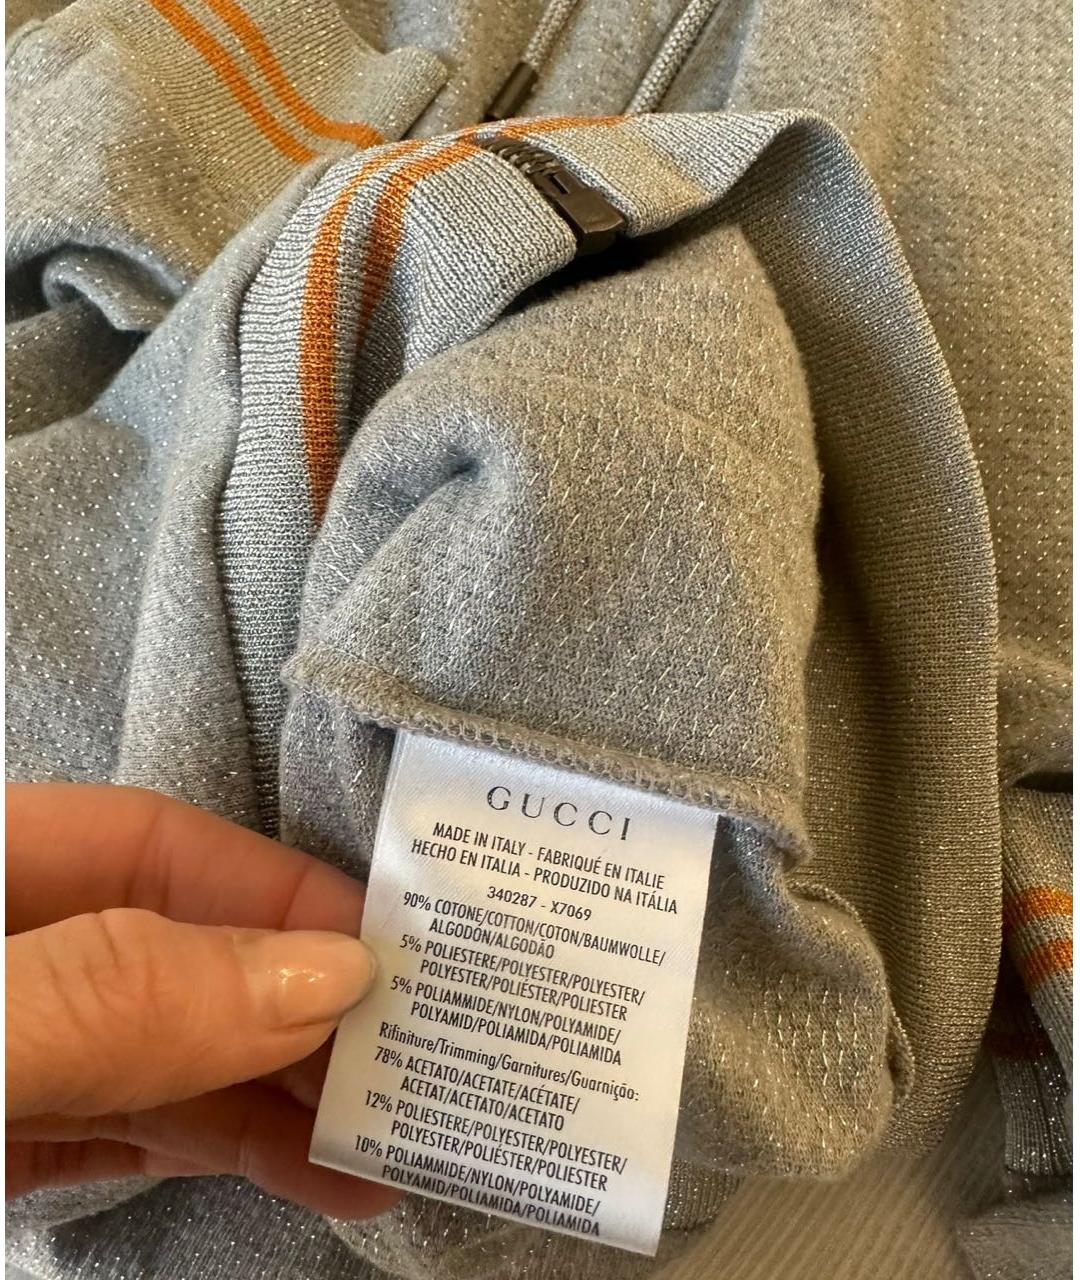 GUCCI
MADE IN ITALY - FABRIQUÉ EN ITALIE
HECHO EN ITALIA - PRODUZIDO NA ITÁLIA
340287 - X7069
90% COTONE/COTTON/COTON/BAUMWOLLE/
ALGODÓN/ALGODÃO
5% POLIESTERE/POLYESTER/POLYESTER/
POLYESTER/POLIÉSTER/POLIESTER
5% POLIAMMIDE/NYLON/POLYAMIDE/
POLYAMID/POLIAMIDA/POLIAMIDA
Rifiniture/Trimming/Garnitures/Guarnição:
78% ACETATO/ACETATE/ACÉTATE/
ACETAT/ACETATO/ACETATO
12% POLIESTERE/POLYESTER/POLYESTER/
POLYESTER/POLIÉSTER/POLIESTER
10% POLIAMMIDE/NYLON/POLYAMIDE/
POLYAMID/POLIAMIDA/POLIAMIDA